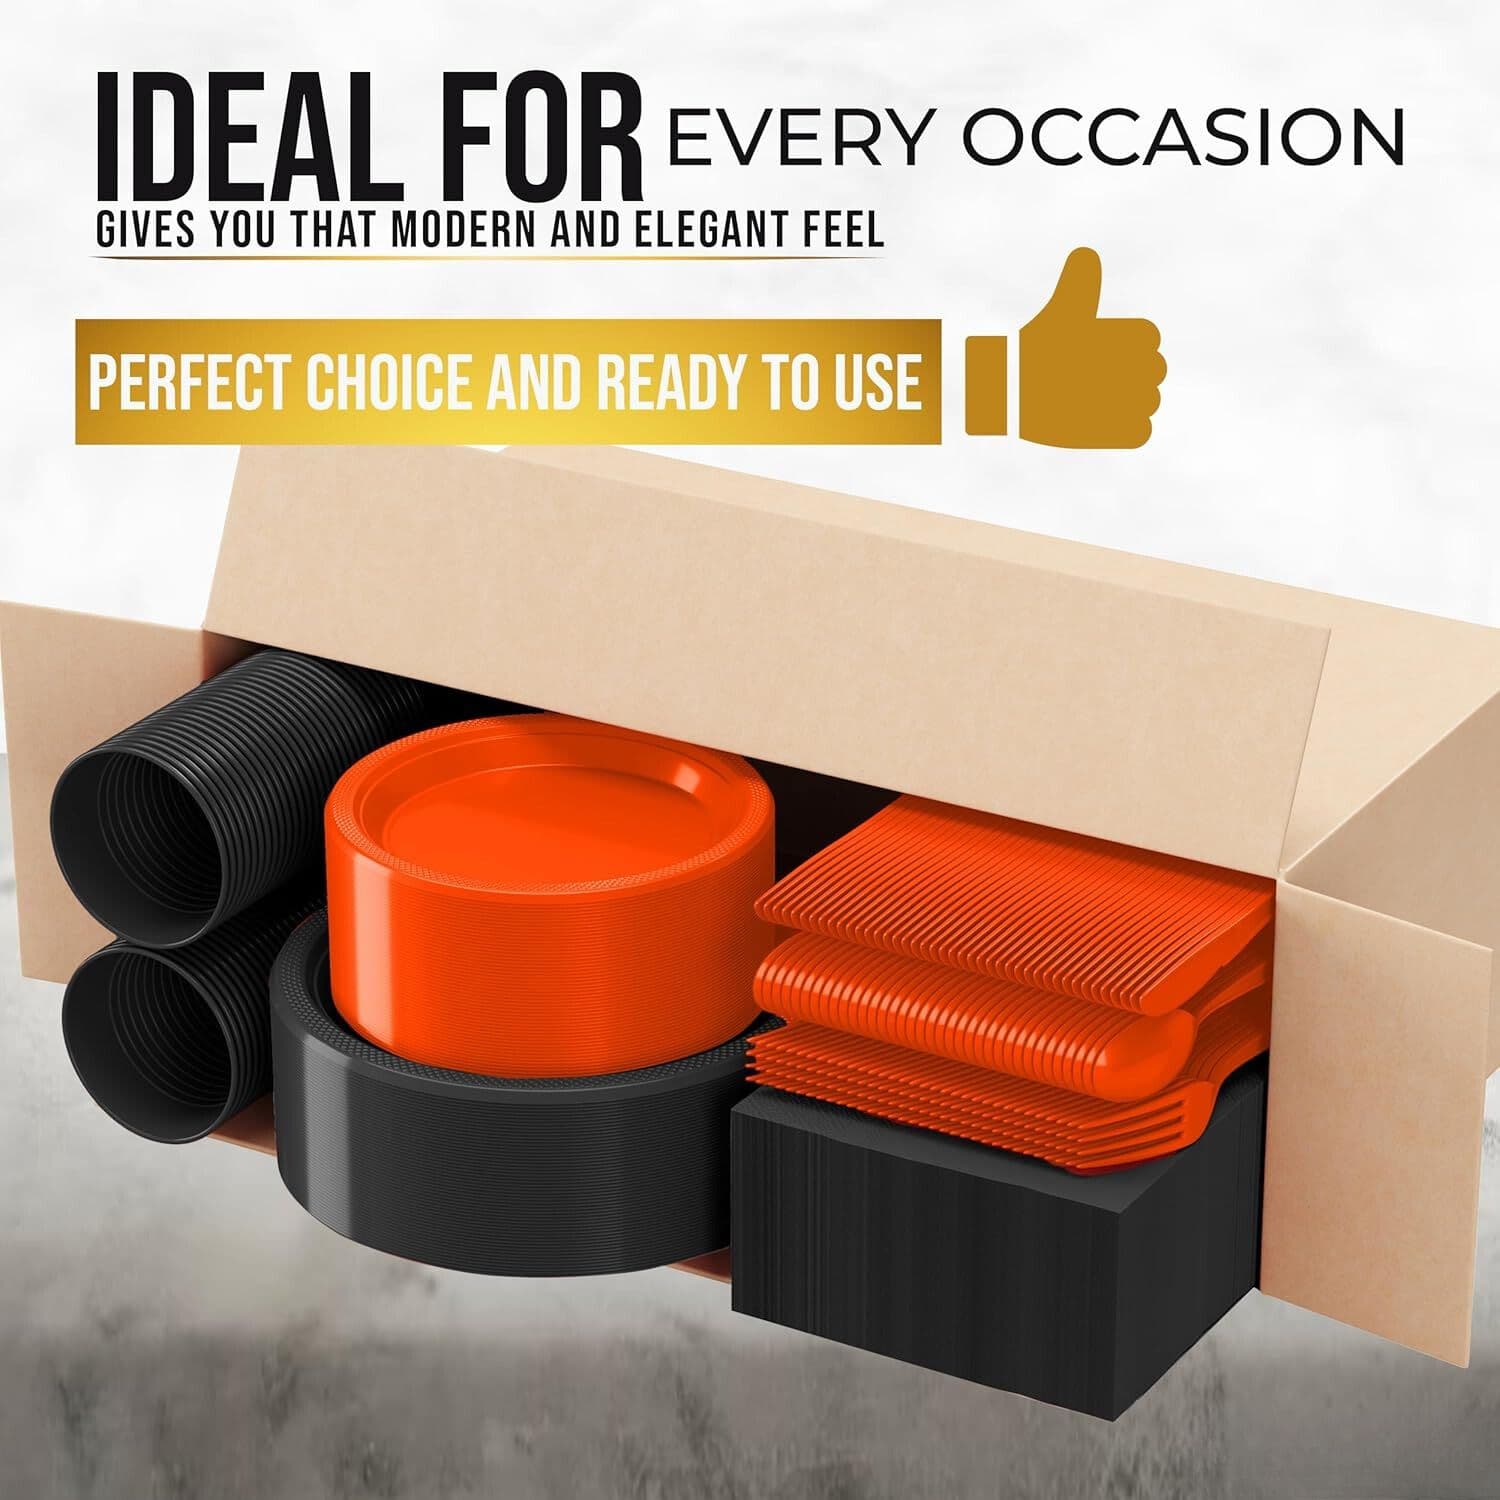 IDEAL FOR EVERY OCCASION
GIVES YOU THAT MODERN AND ELEGANT FEEL
PERFECT CHOICE AND READY TO USE